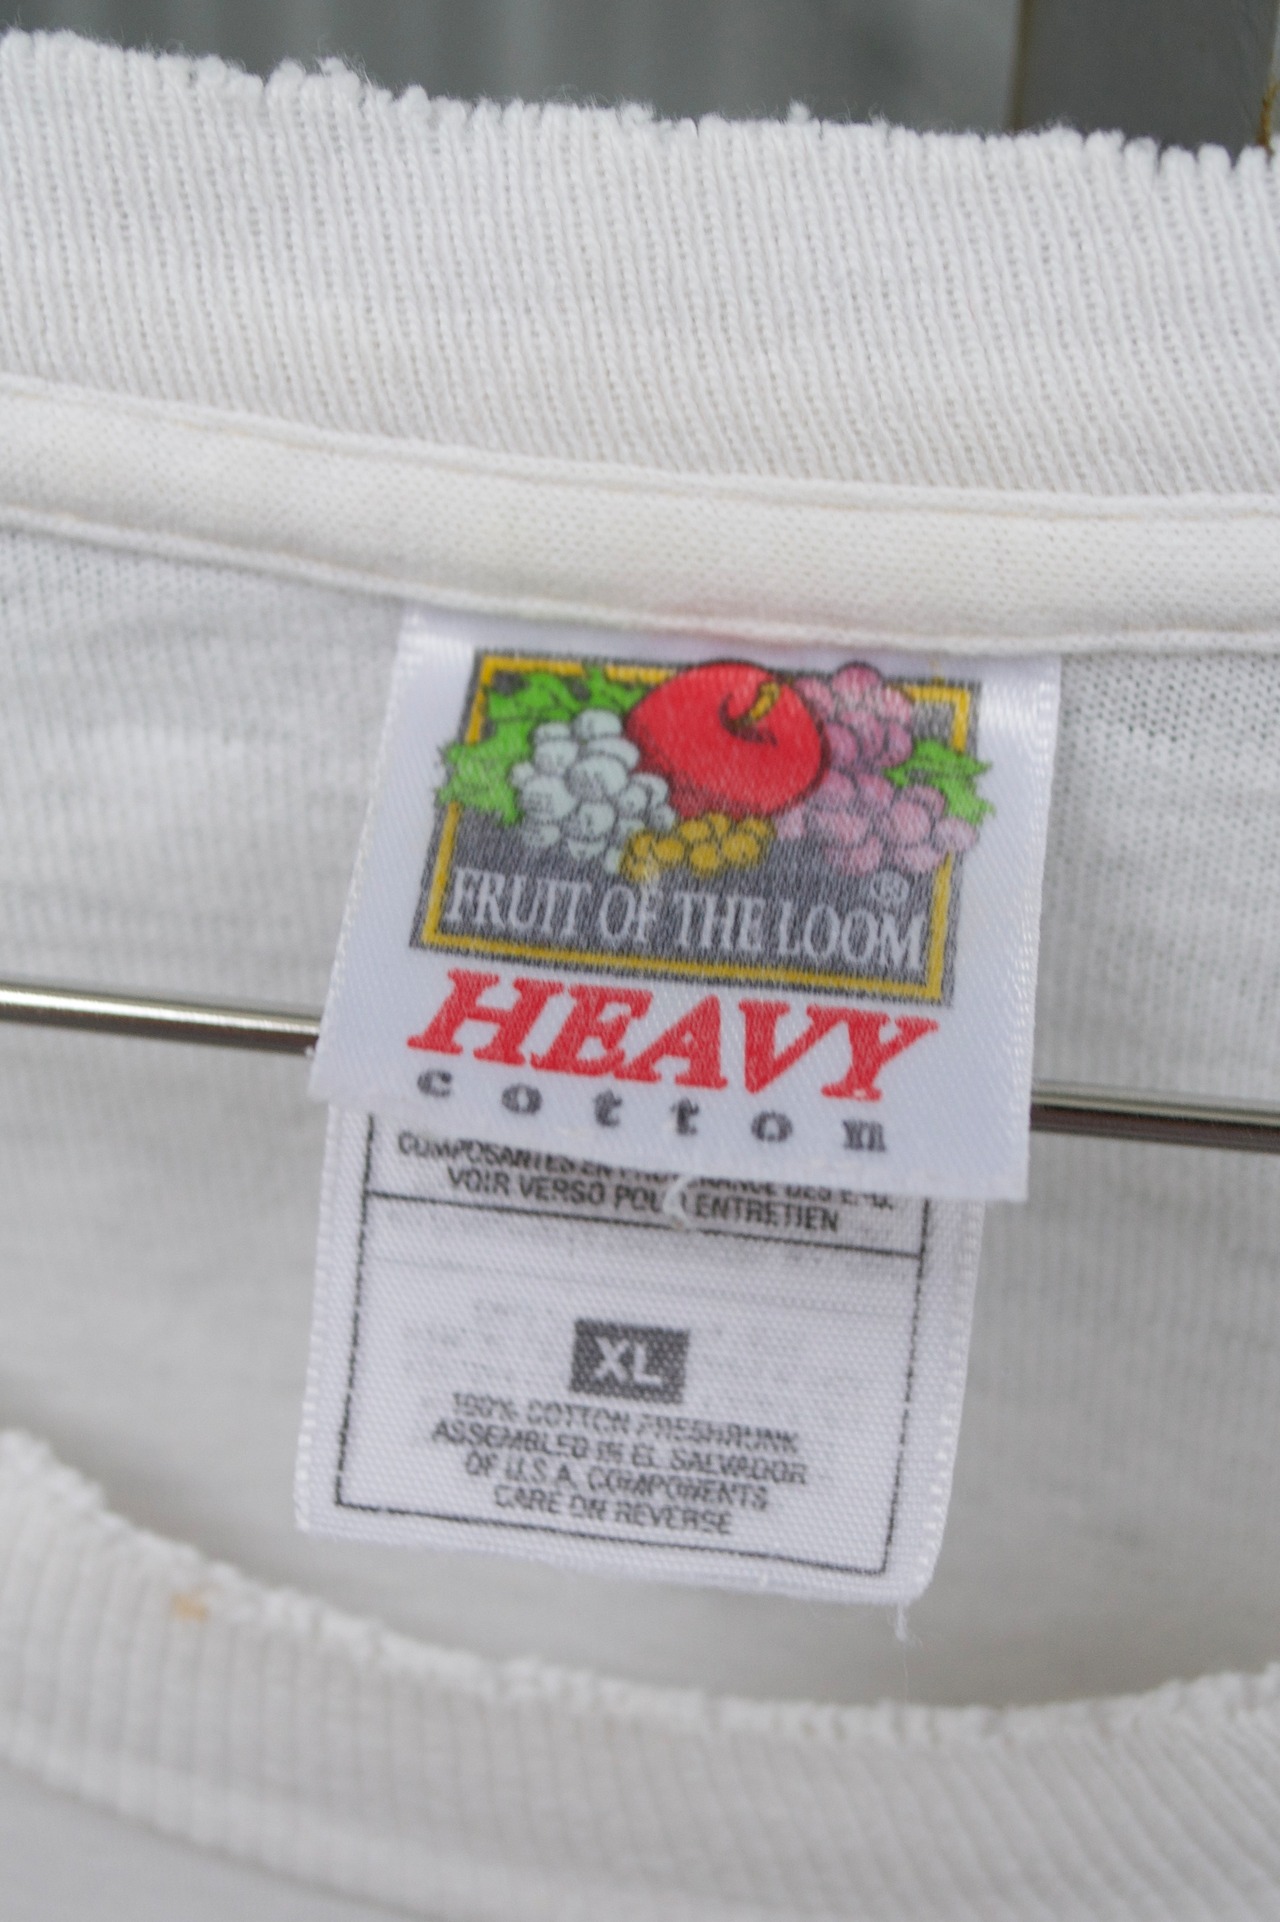 FRUIT OF THE LOOM®
HEAVY
cotton
COMPOSANTES EN DES É.-U.
VOIR VERSO POUR ENTRETIEN
XL
100% COTTON PRESHRUNK
ASSEMBLED IN EL SALVADOR
OF U.S.A. COMPONENTS
CARE ON REVERSE